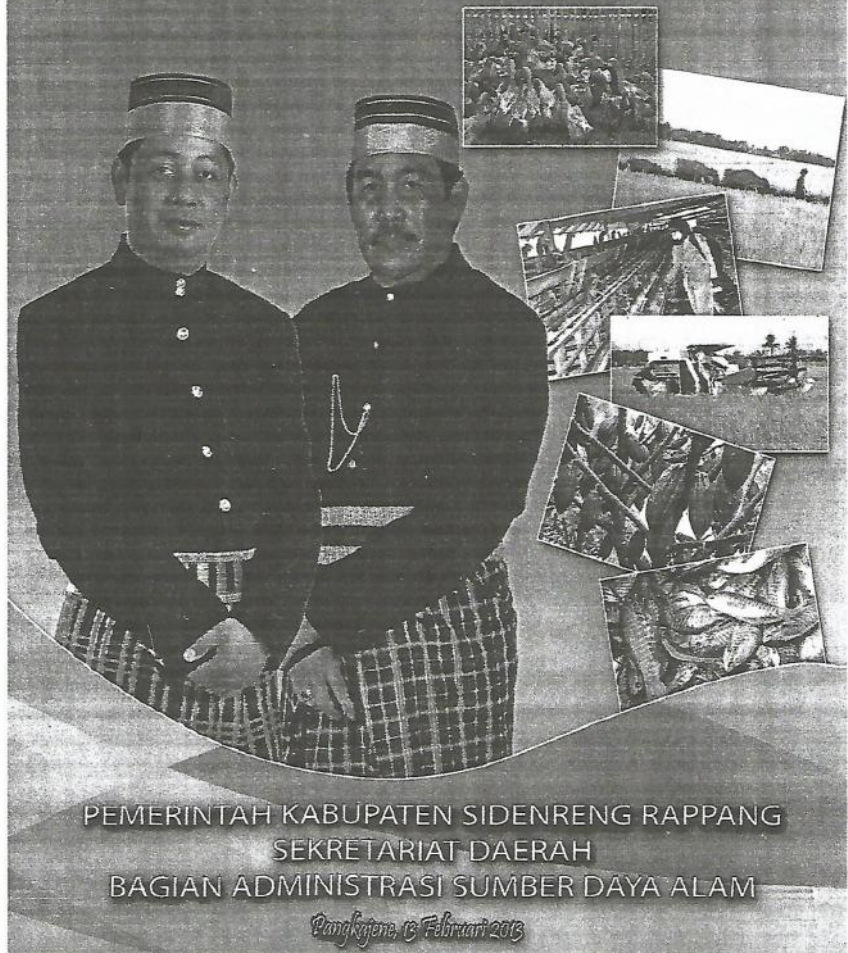 PEMERINTAH KABUPATEN SIDENRENG RAPPANG
SEKRETARIAT DAERAH
BAGIAN ADMINISTRASI SUMBER DAYA ALAM
Pangkajene, 13 Februari 2013